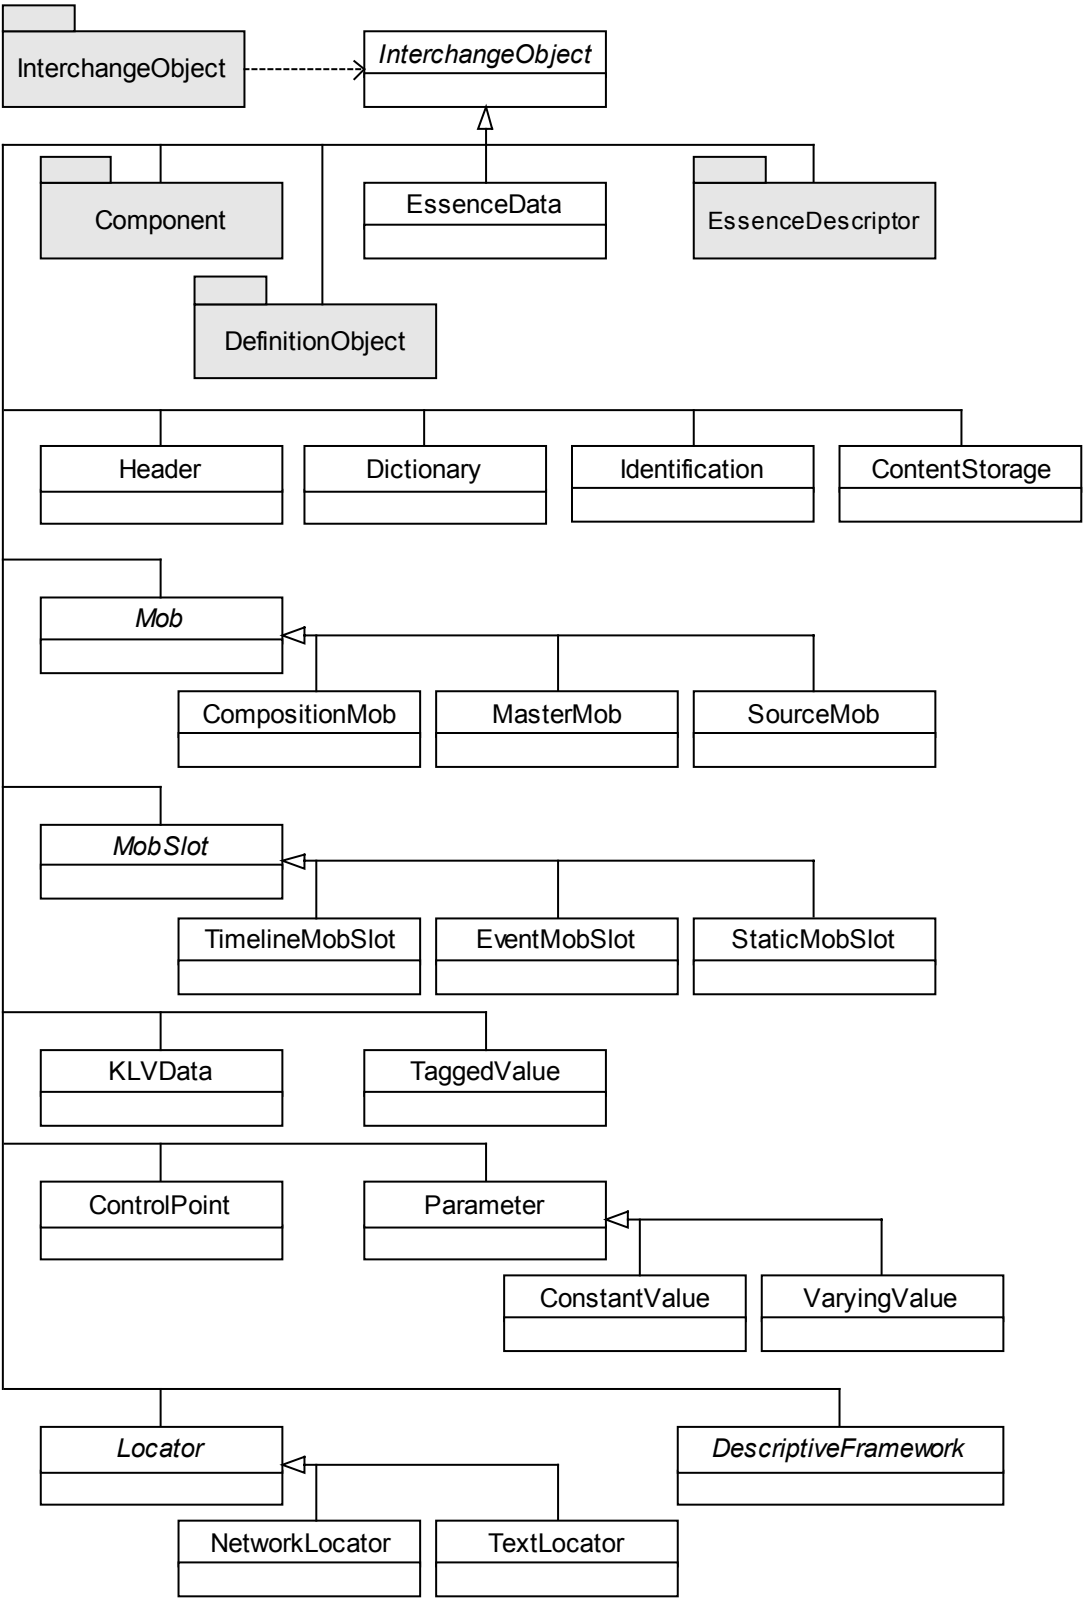 InterchangeObject
InterchangeObject
Component
EssenceData
EssenceDescriptor
DefinitionObject
Header
Dictionary
Identification
ContentStorage
Mob
CompositionMob
MasterMob
SourceMob
MobSlot
TimelineMobSlot
EventMobSlot
StaticMobSlot
KLVData
TaggedValue
ControlPoint
Parameter
ConstantValue
VaryingValue
Locator
DescriptiveFramework
NetworkLocator
TextLocator